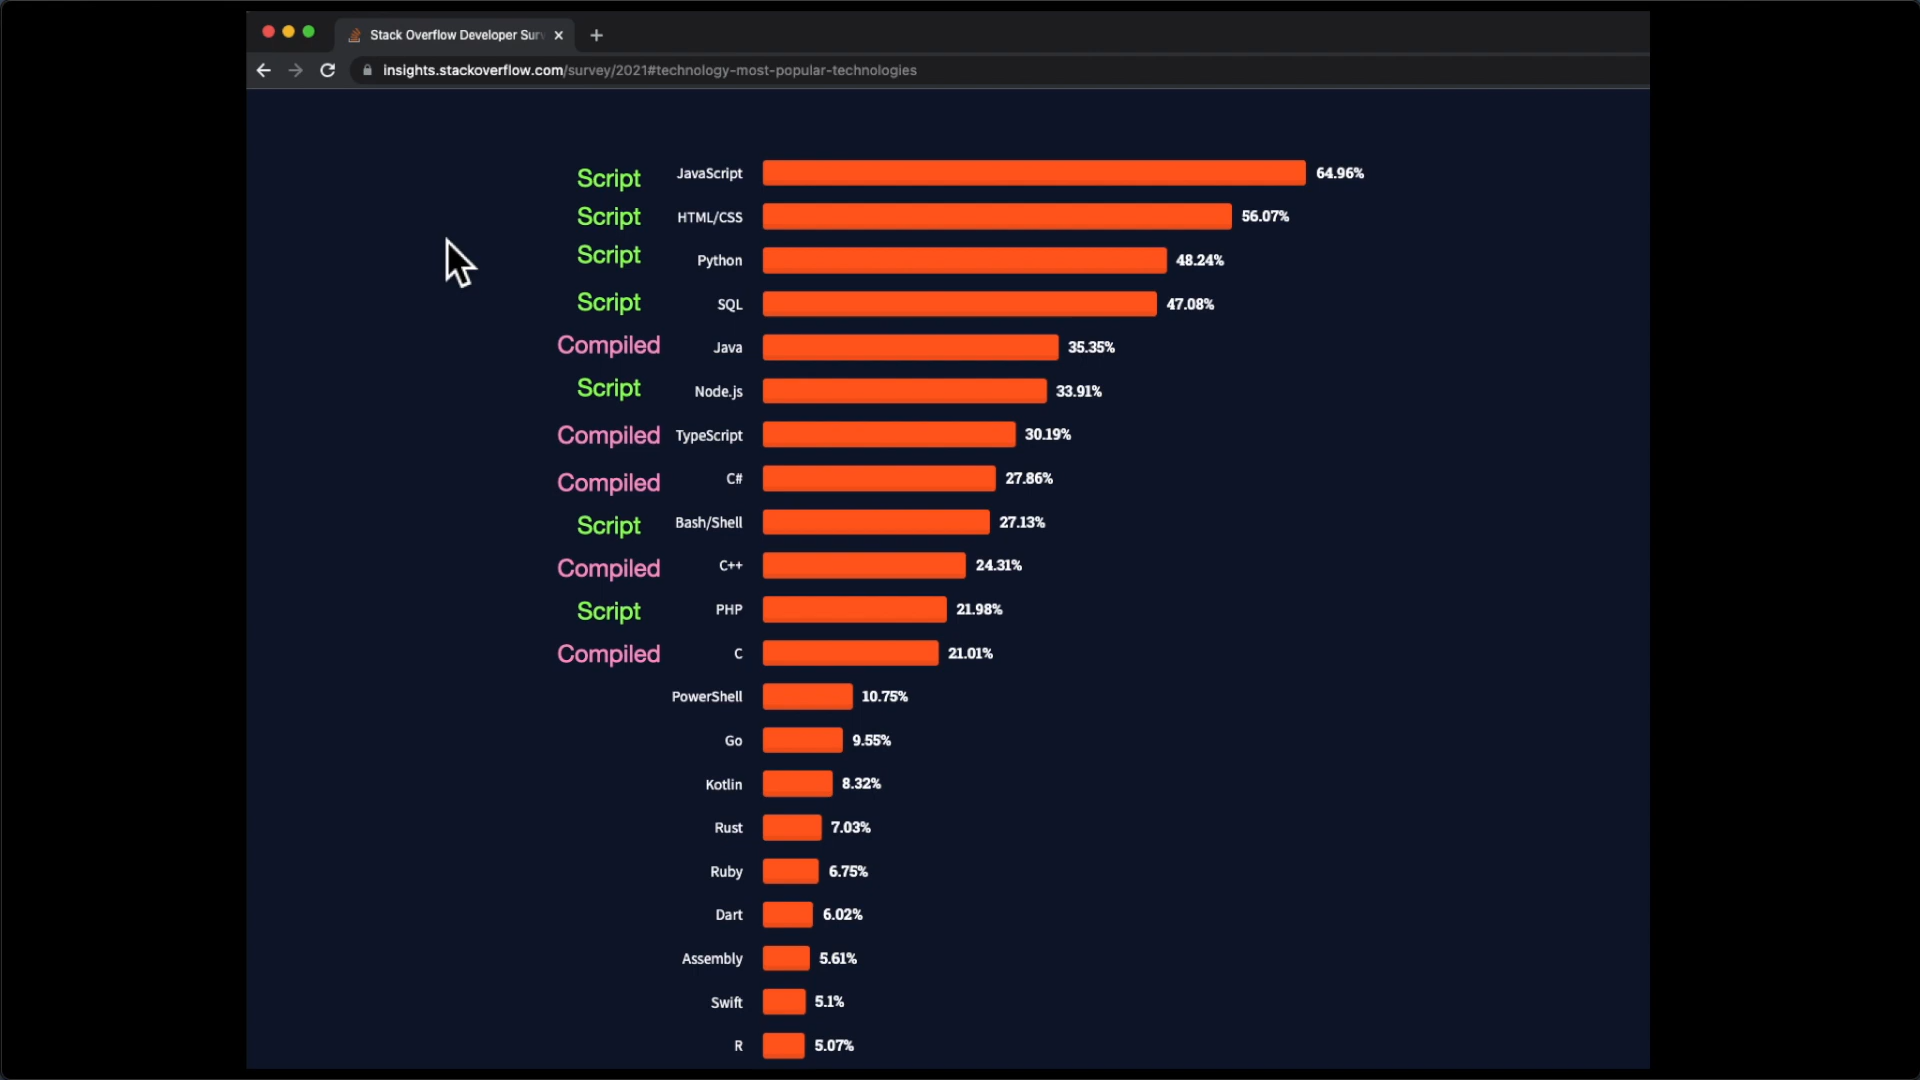 Stack Overflow Developer Sur
insights.stackoverflow.com/survey/2021#technology-most-popular-technologies
Script JavaScript 64.96%
Script HTML/CSS 56.07%
Script Python 48.24%
Script SQL 47.08%
Compiled Java 35.35%
Script Node.js 33.91%
Compiled TypeScript 30.19%
Compiled C# 27.86%
Script Bash/Shell 27.13%
Compiled C++ 24.31%
Script PHP 21.98%
Compiled C 21.01%
PowerShell 10.75%
Go 9.55%
Kotlin 8.32%
Rust 7.03%
Ruby 6.75%
Dart 6.02%
Assembly 5.61%
Swift 5.1%
R 5.07%